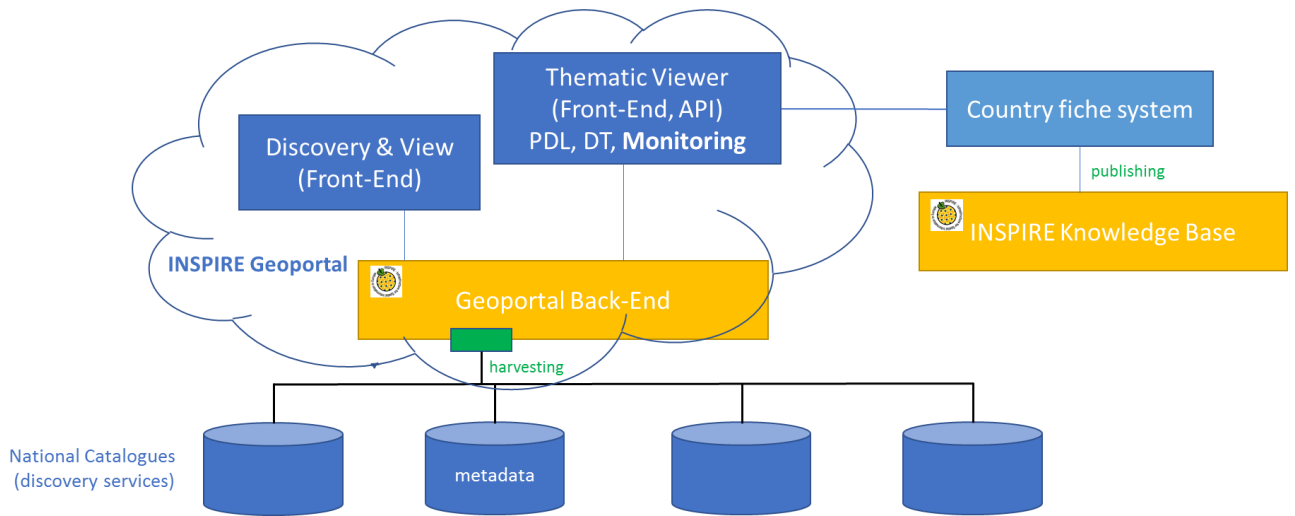 Thematic Viewer
(Front-End, API)
PDL, DT, Monitoring
Country fiche system
Discovery & View
(Front-End)
publishing
INSPIRE Knowledge Base
INSPIRE Geoportal
Geoportal Back-End
harvesting
National Catalogues
(discovery services)
metadata